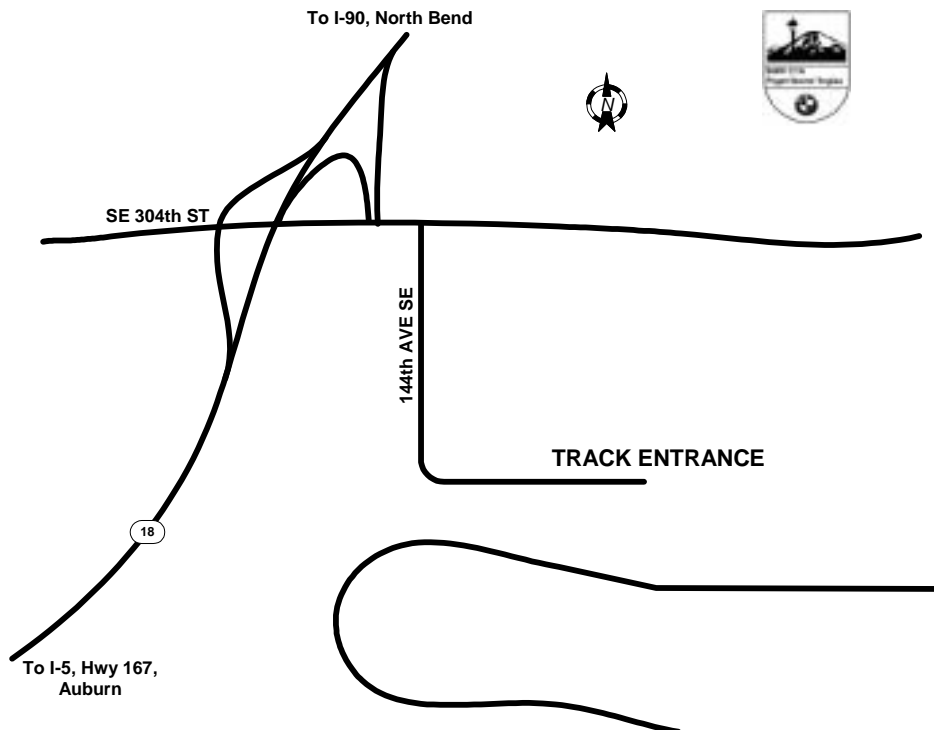 To I-90, North Bend
N
SE 304th ST
144th AVE SE
TRACK ENTRANCE
18
To I-5, Hwy 167,
Auburn